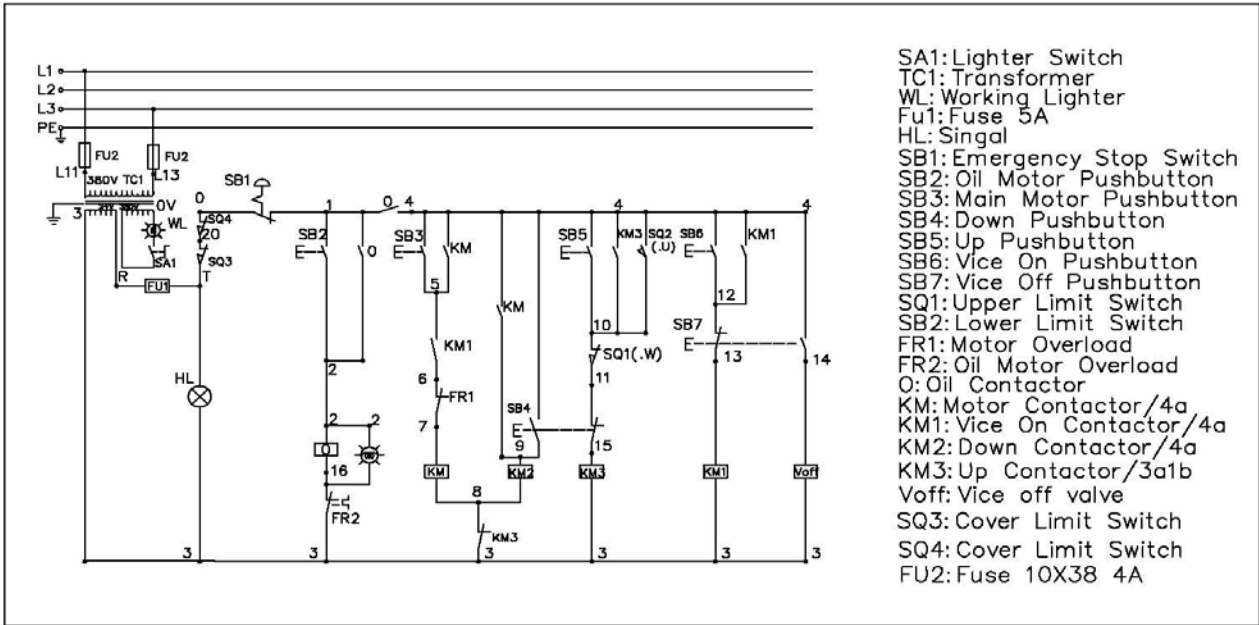 L1
L2
L3
PE
FU2
FU2
L11
380V TC1
L13
3
0V
WL
SA1
R
FU1
T
0
SQ4
20
SQ3
HL
3
SB1
1
SB2
O
2
2
2
O
16
FR2
3
O
4
SB3
KM
5
KM1
6
FR1
7
KM
8
KM3
3
KM
SB4
9
KM2
4
SB5
KM3
SQ2
(.U)
10
SQ1(.W)
11
15
KM3
3
SB6
KM1
12
SB7
13
KM1
3
4
14
Voff
3
SA1: Lighter Switch
TC1: Transformer
WL: Working Lighter
Fu1: Fuse 5A
HL: Singal
SB1: Emergency Stop Switch
SB2: Oil Motor Pushbutton
SB3: Main Motor Pushbutton
SB4: Down Pushbutton
SB5: Up Pushbutton
SB6: Vice On Pushbutton
SB7: Vice Off Pushbutton
SQ1: Upper Limit Switch
SB2: Lower Limit Switch
FR1: Motor Overload
FR2: Oil Motor Overload
O: Oil Contactor
KM: Motor Contactor/4a
KM1: Vice On Contactor/4a
KM2: Down Contactor/4a
KM3: Up Contactor/3a1b
Voff: Vice off valve
SQ3: Cover Limit Switch
SQ4: Cover Limit Switch
FU2: Fuse 10X38 4A